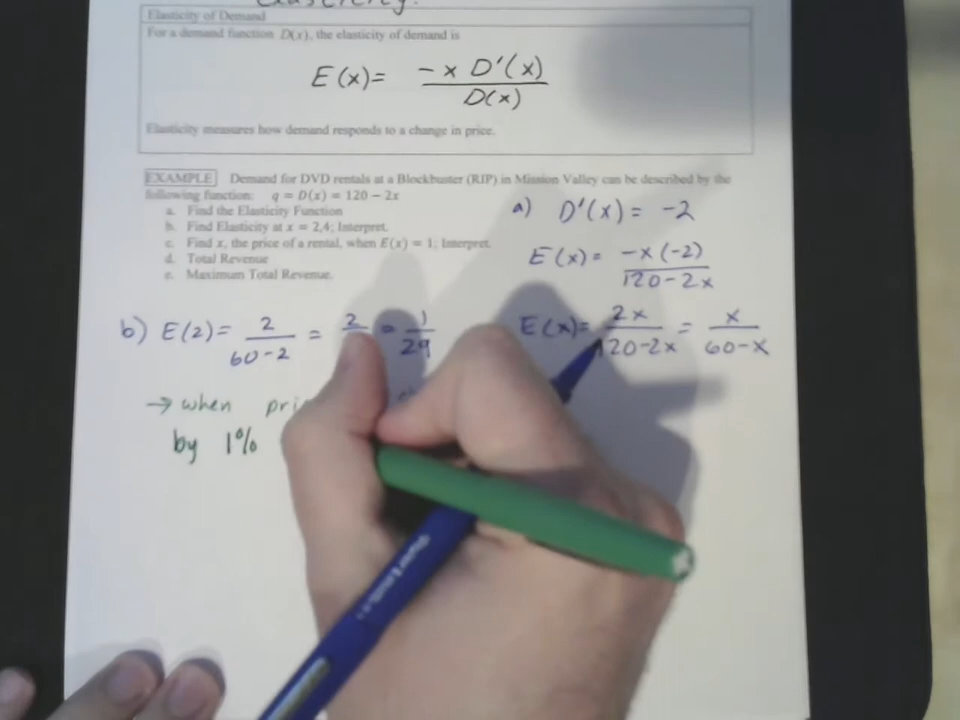 Elasticity.
Elasticity of Demand
For a demand function D(x), the elasticity of demand is
E(x) = -x D'(x) / D(x)
Elasticity measures how demand responds to a change in price.
EXAMPLE Demand for DVD rentals at a Blockbuster (RIP) in Mission Valley can be described by the
following function: q = D(x) = 120 − 2x
a. Find the Elasticity Function
b. Find Elasticity at x = 2,4; Interpret.
c. Find x, the price of a rental, when E(x) = 1; Interpret.
d. Total Revenue
e. Maximum Total Revenue.
a) D'(x) = -2
E(x) = -x(-2) / 120-2x
E(x) = 2x / 120-2x = x / 60-x
b) E(2) = 2 / 60-2 = 2 = 1 / 29
→ when
by 1%